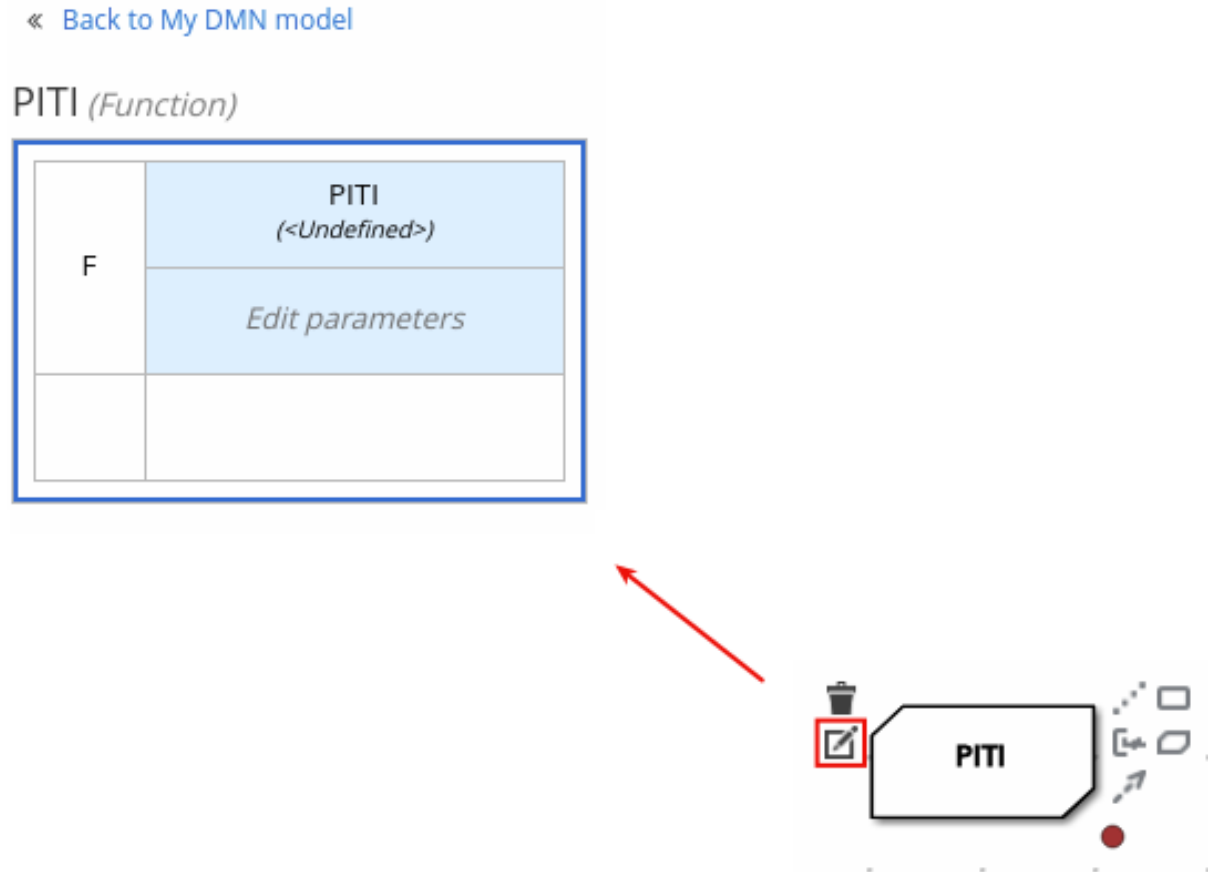 « Back to My DMN model
PITI (Function)
PITI
(<Undefined>)
F
Edit parameters
PITI